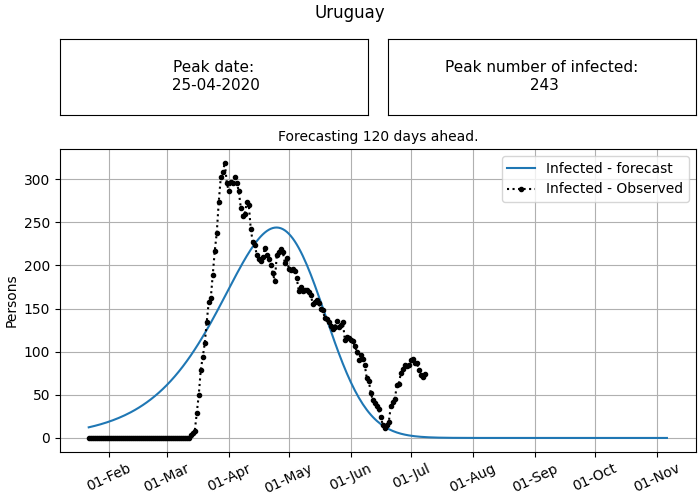 Uruguay
Peak date:
25-04-2020
Peak number of infected:
243
Forecasting 120 days ahead.
Infected - forecast
Infected - Observed
Persons
300
250
200
150
100
50
0
01-Feb
01-Mar
01-Apr
01-May
01-Jun
01-Jul
01-Aug
01-Sep
01-Oct
01-Nov